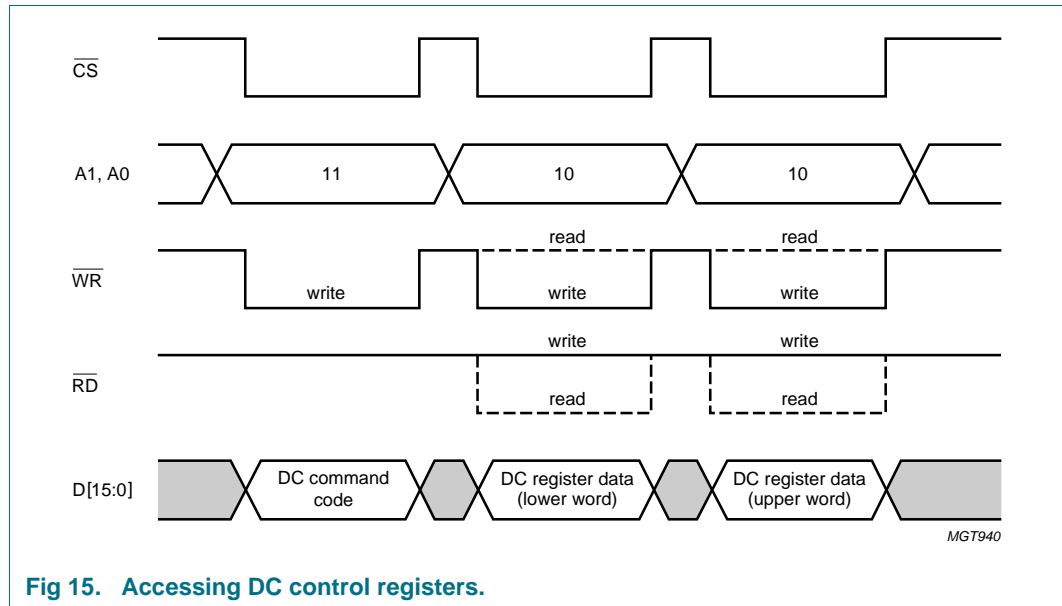 CS
A1, A0
11
10
10
read
read
WR
write
write
write
write
write
RD
read
read
D[15:0]
DC command
code
DC register data
(lower word)
DC register data
(upper word)
MGT940
Fig 15. Accessing DC control registers.